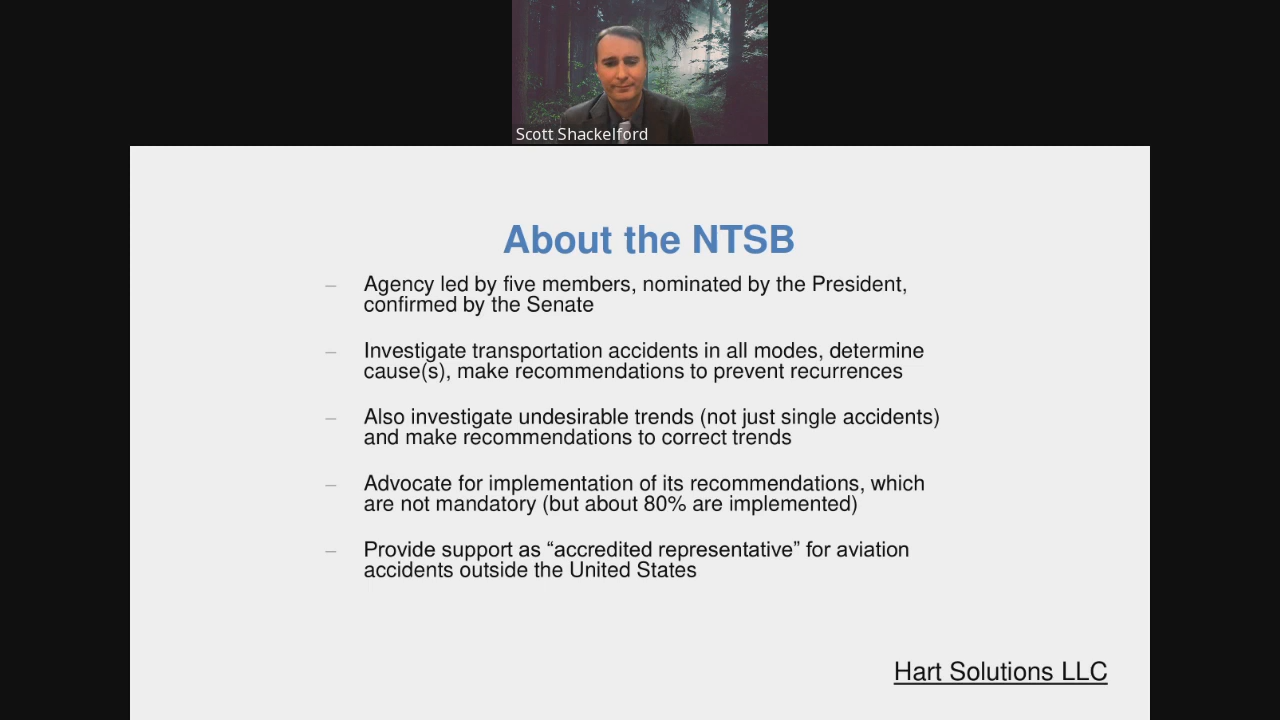 Scott Shackelford
About the NTSB
– Agency led by five members, nominated by the President,
confirmed by the Senate
– Investigate transportation accidents in all modes, determine
cause(s), make recommendations to prevent recurrences
– Also investigate undesirable trends (not just single accidents)
and make recommendations to correct trends
– Advocate for implementation of its recommendations, which
are not mandatory (but about 80% are implemented)
– Provide support as “accredited representative” for aviation
accidents outside the United States
Hart Solutions LLC